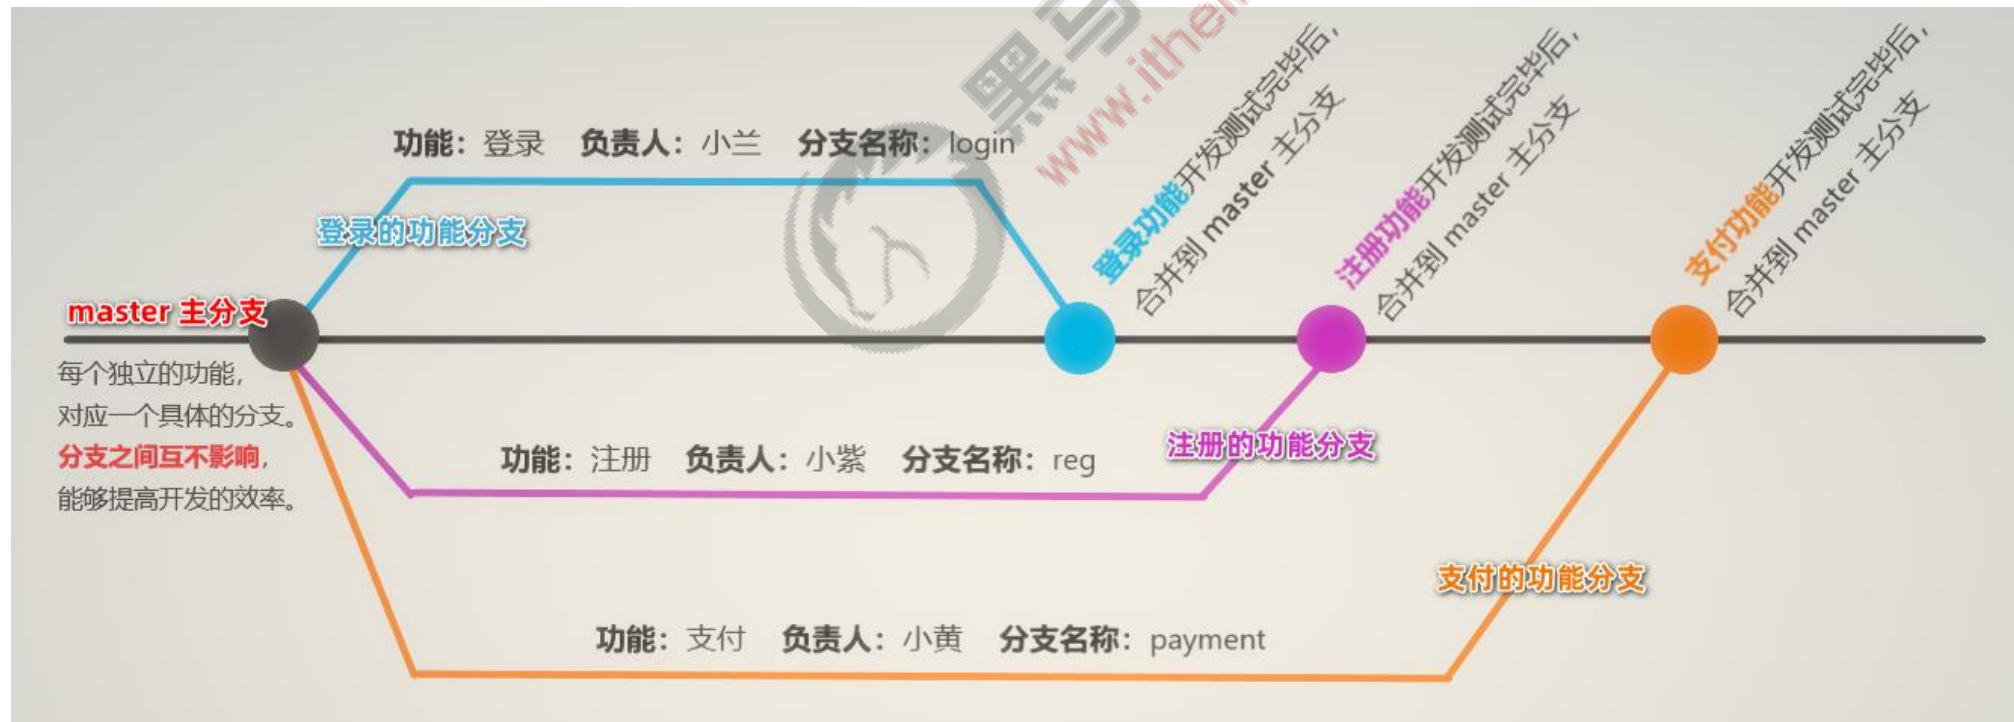 功能：登录 负责人：小兰 分支名称：login
登录的功能分支
master 主分支
每个独立的功能，
对应一个具体的分支。
分支之间互不影响，
能够提高开发的效率。
登录功能开发测试完毕后，
合并到 master 主分支
注册功能开发测试完毕后，
合并到 master 主分支
支付功能开发测试完毕后，
合并到 master 主分支
功能：注册 负责人：小紫 分支名称：reg
注册的功能分支
支付的功能分支
功能：支付 负责人：小黄 分支名称：payment
黑马
www.ithe